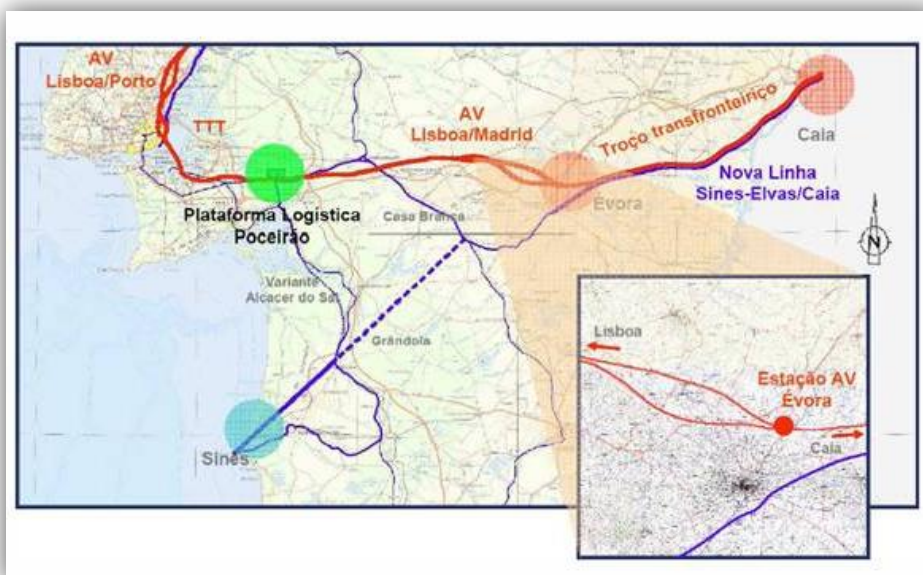 AV
Lisboa/Porto
TTT
AV
Lisboa/Madrid
Troço transfronteiriço
Caia
Nova Linha
Sines-Elvas/Caia
Évora
Plataforma Logística
Poceirão
Casa Branca
N
Variante
Alcacer do Sal
Grândola
Sines
Lisboa
Estação AV
Évora
Caia